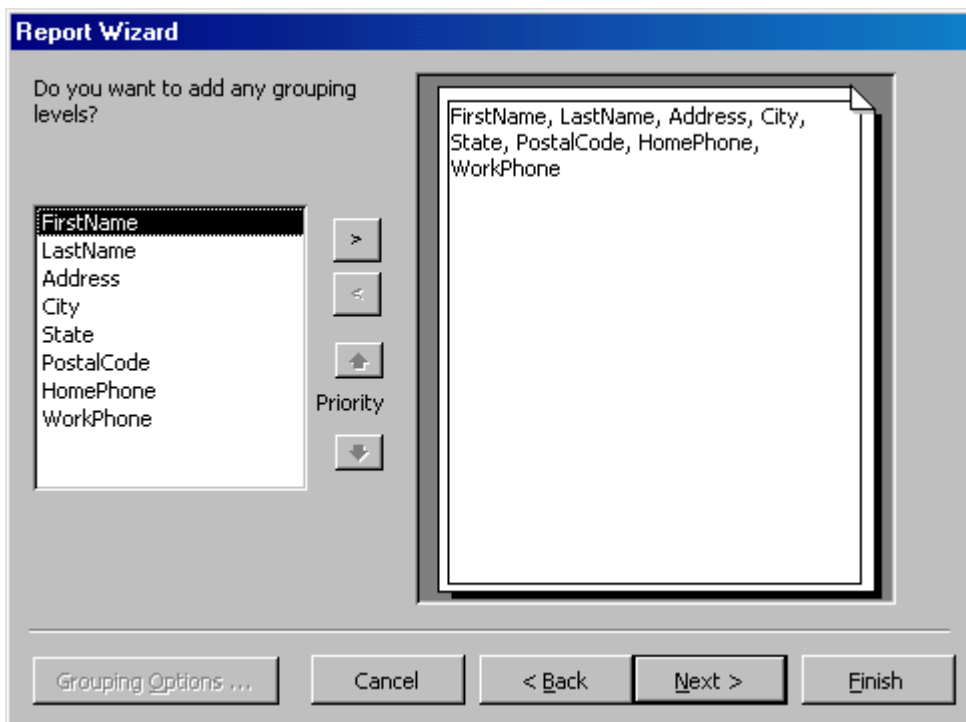 Report Wizard
Do you want to add any grouping
levels?
FirstName, LastName, Address, City,
State, PostalCode, HomePhone,
WorkPhone
FirstName
LastName
Address
City
State
PostalCode
HomePhone
WorkPhone
>
<
Priority
Grouping Options ...
Cancel
< Back
Next >
Finish